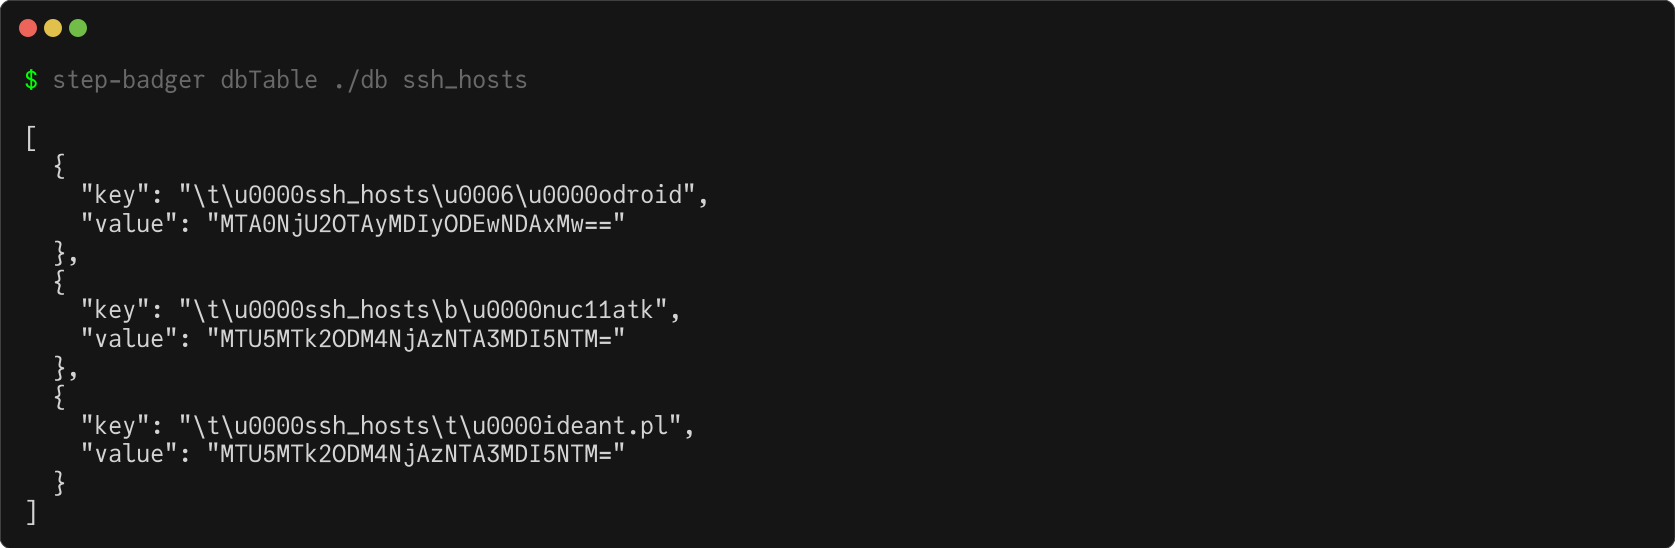 $ step-badger dbTable ./db ssh_hosts
[
  {
    "key": "\t\u0000ssh_hosts\u0006\u0000odroid",
    "value": "MTA0NjU2OTAyMDIyODEwNDAxMw=="
  },
  {
    "key": "\t\u0000ssh_hosts\b\u0000nuc11atk",
    "value": "MTU5MTk2ODM4NjAzNTA3MDI5NTM="
  },
  {
    "key": "\t\u0000ssh_hosts\t\u0000ideant.pl",
    "value": "MTU5MTk2ODM4NjAzNTA3MDI5NTM="
  }
]